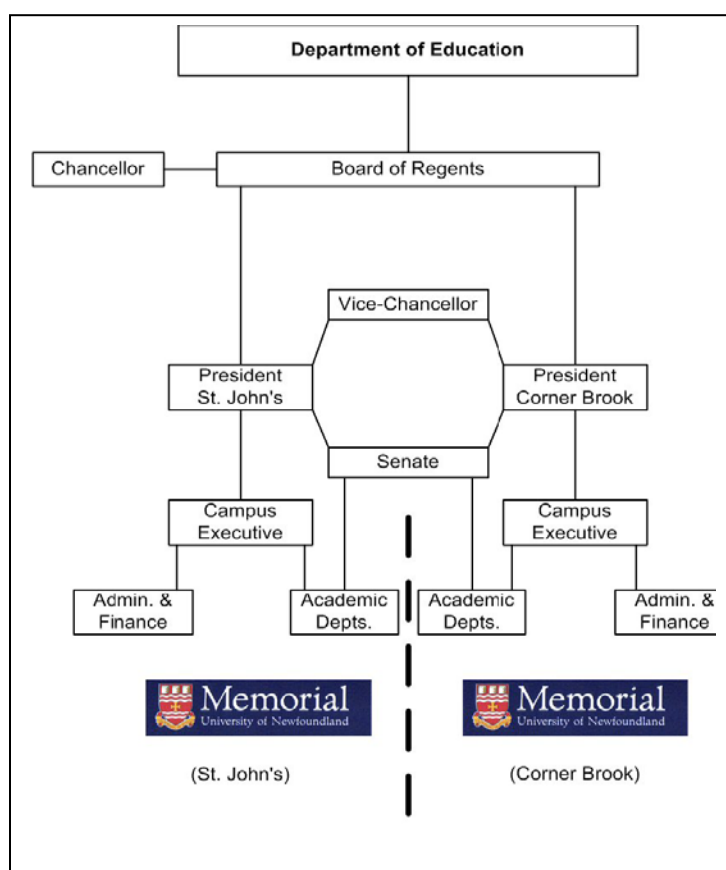 Department of Education
Chancellor
Board of Regents
Vice-Chancellor
President
St. John's
President
Corner Brook
Senate
Campus
Executive
Campus
Executive
Admin. &
Finance
Academic
Depts.
Academic
Depts.
Admin. &
Finance
Memorial
University of Newfoundland
Memorial
University of Newfoundland
(St. John's)
(Corner Brook)